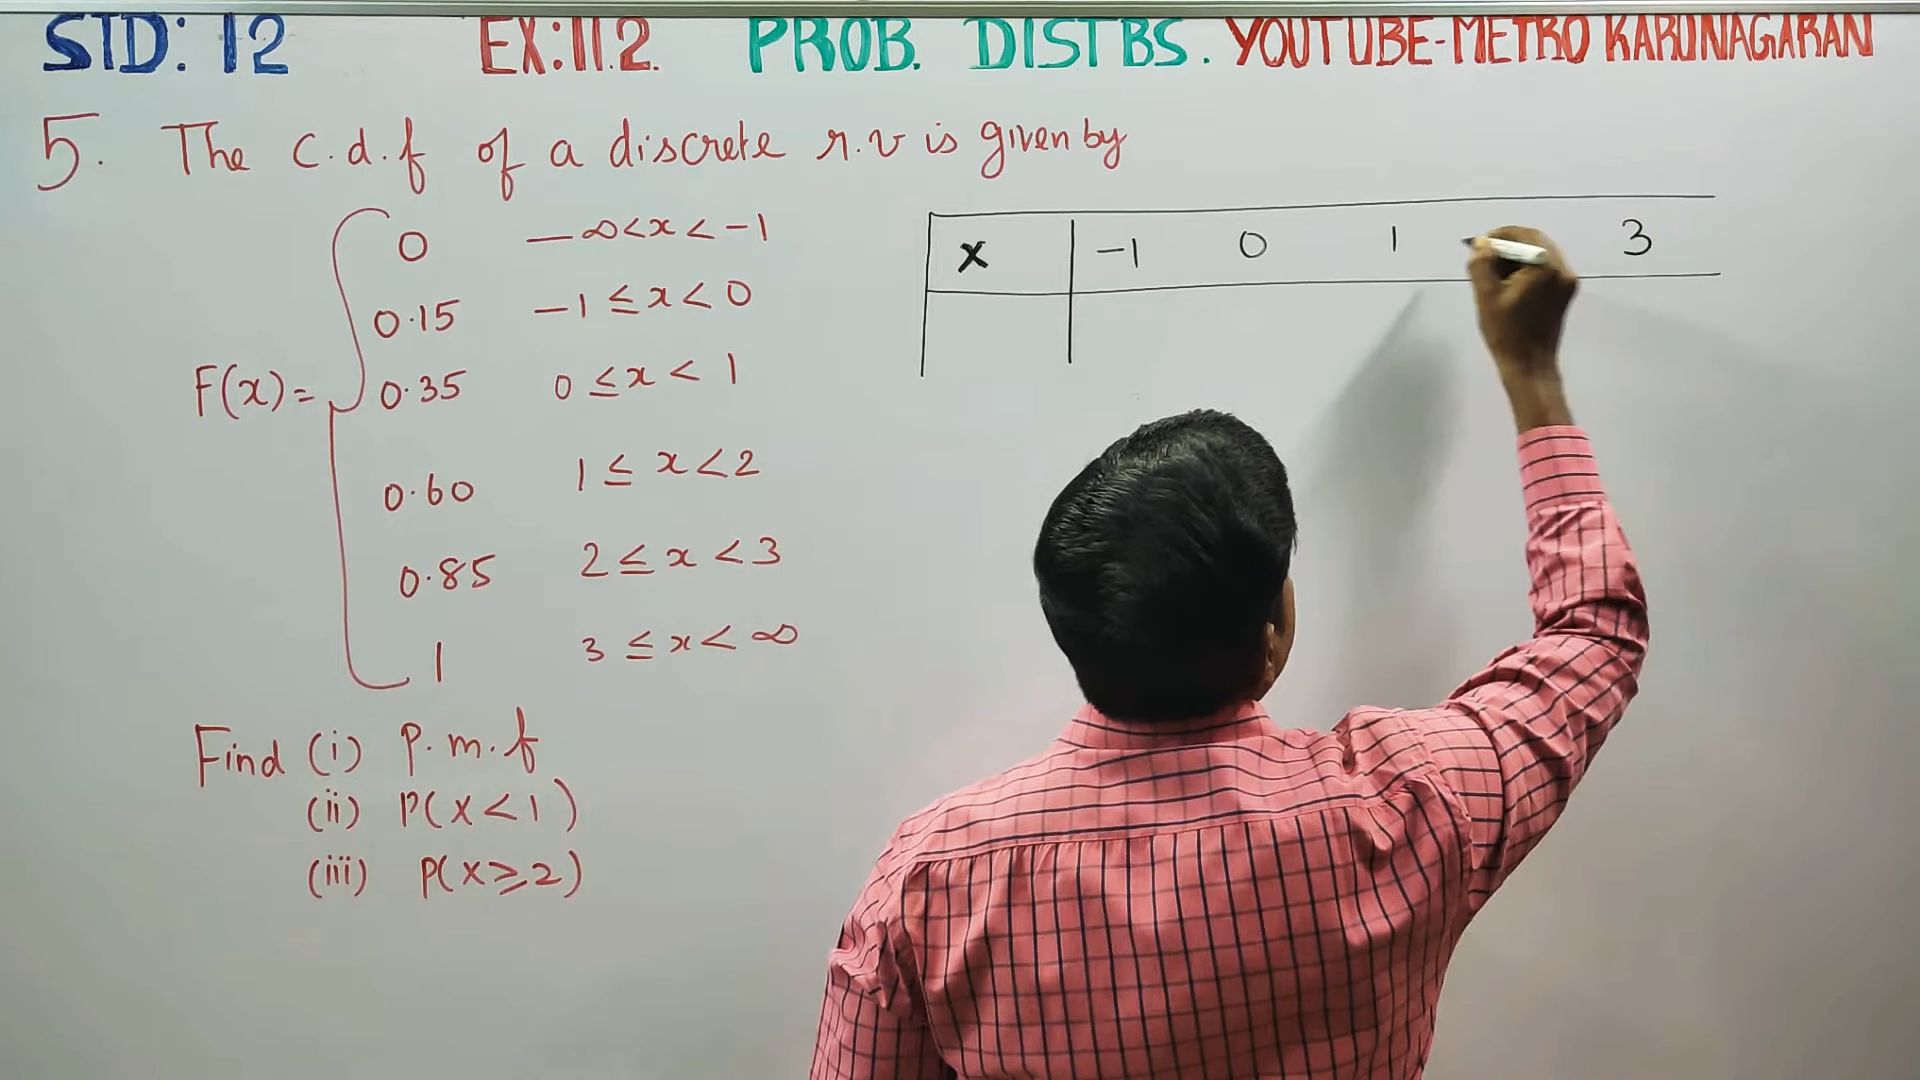 STD: 12 EX:11.2. PROB. DISTBS. YOUTUBE-METRO KARUNAGARAN
5. The c.d.f of a discrete r.v is given by
F(x)=
0 -∞<x<-1
0.15 -1≤x<0
0.35 0≤x<1
0.60 1≤x<2
0.85 2≤x<3
1 3≤x<∞
X -1 0 1 3
Find (i) p.m.f
(ii) P(X<1)
(iii) P(X≥2)